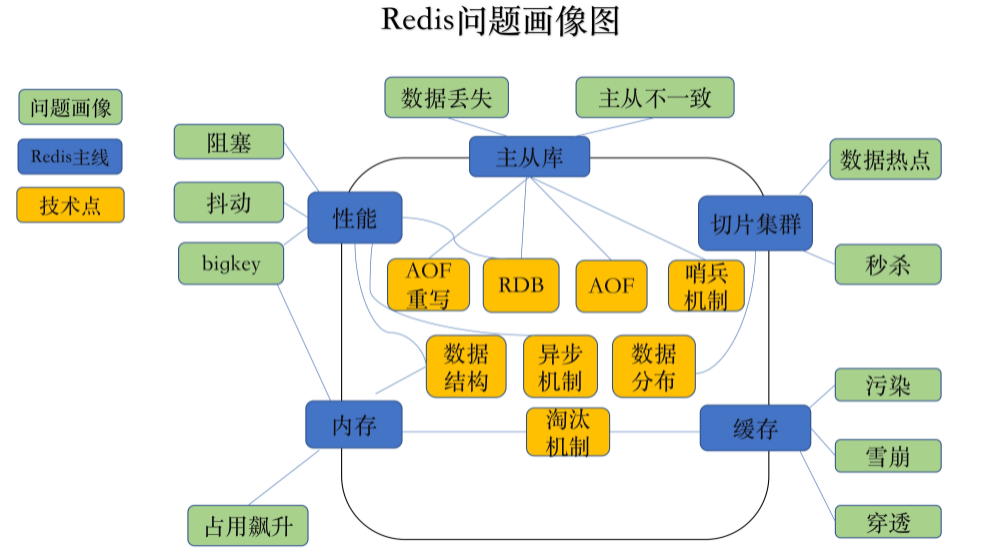 Redis问题画像图
问题画像
Redis主线
技术点
数据丢失
主从不一致
阻塞
主从库
数据热点
抖动
性能
切片集群
bigkey
秒杀
AOF
重写
RDB
AOF
哨兵
机制
数据
结构
异步
机制
数据
分布
污染
内存
淘汰
机制
缓存
雪崩
占用飙升
穿透